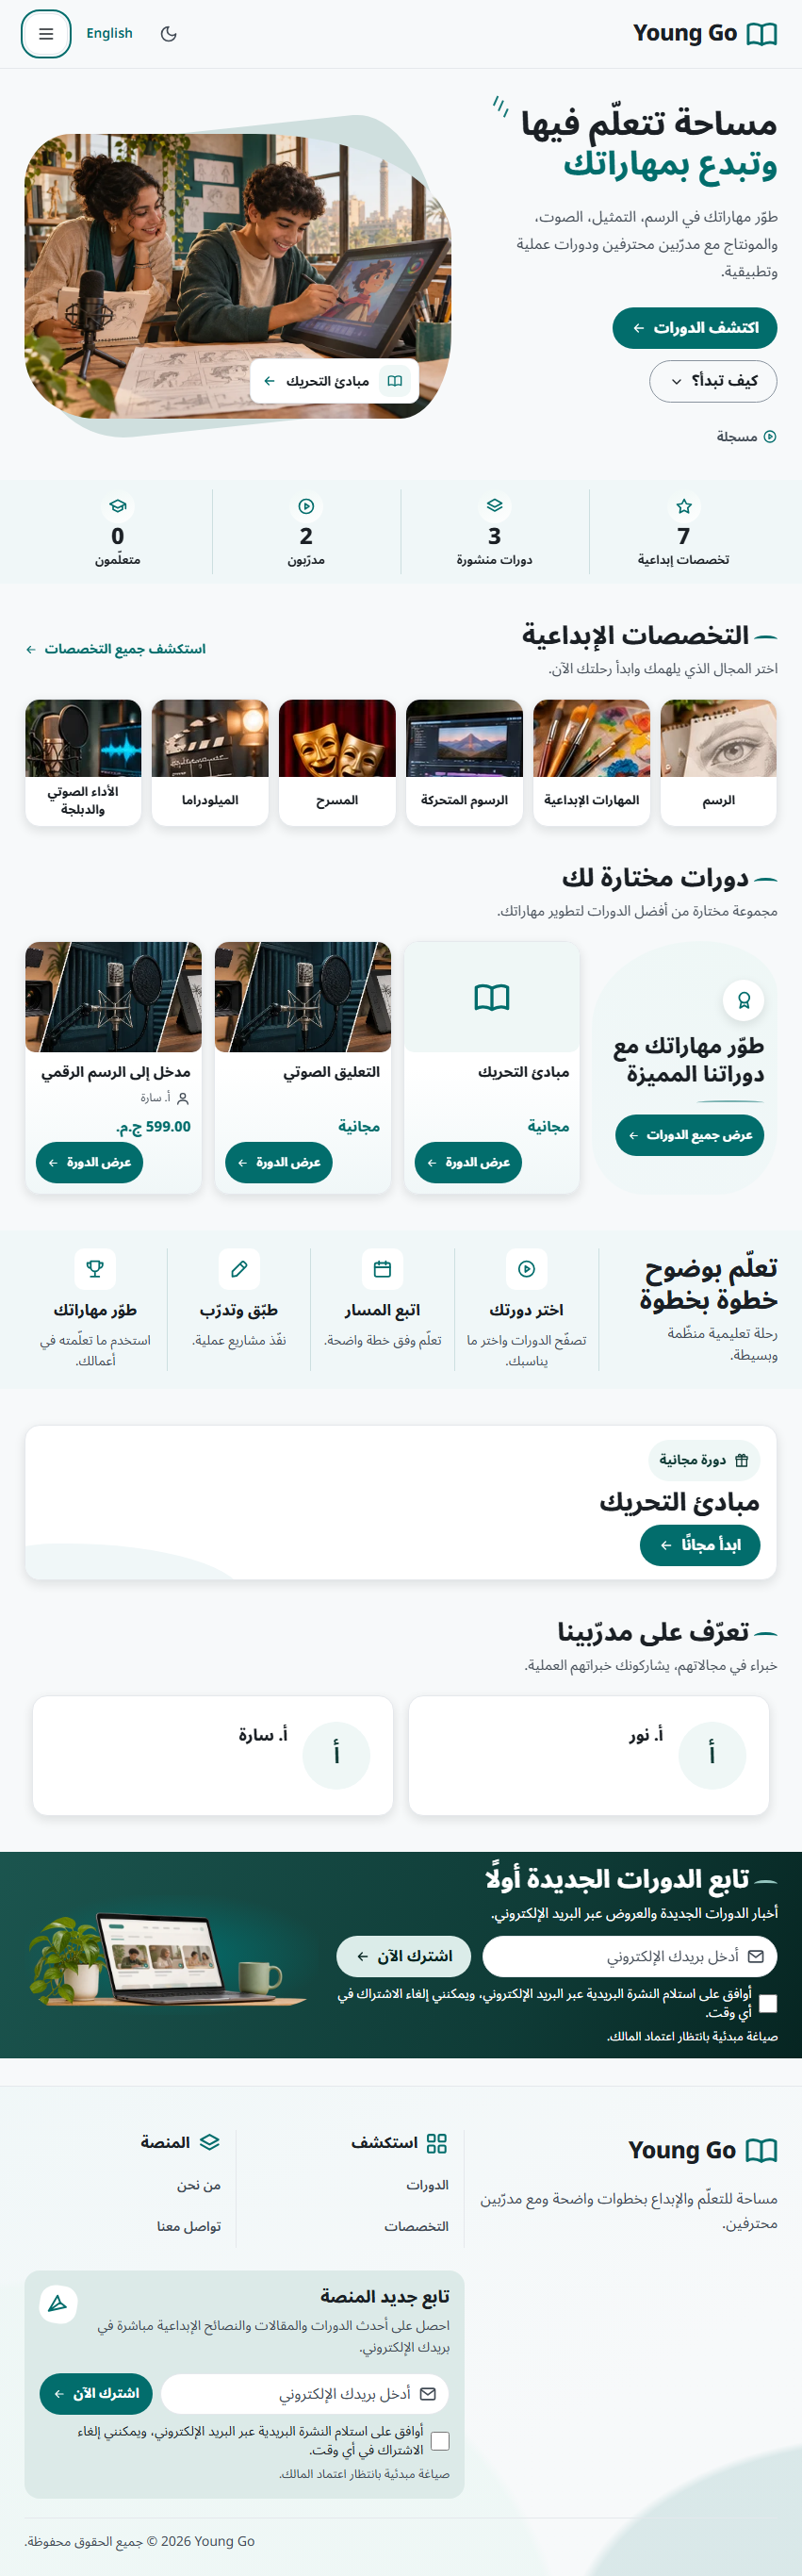 Young Go
English
مساحة تتعلّم فيها
وتبدع بمهاراتك
طوّر مهاراتك في الرسم، التمثيل، الصوت،
والمونتاج مع مدرّبين محترفين ودورات عملية
وتطبيقية.
اكتشف الدورات
كيف تبدأ؟
مسجلة
مبادئ التحريك
7
تخصصات إبداعية
3
دورات منشورة
2
مدرّبون
0
متعلّمون
التخصصات الإبداعية
اختر المجال الذي يلهمك وابدأ رحلتك الآن.
استكشف جميع التخصصات
الرسم
المهارات الإبداعية
الرسوم المتحركة
المسرح
الميلودراما
الأداء الصوتي
والدبلجة
دورات مختارة لك
مجموعة مختارة من أفضل الدورات لتطوير مهاراتك.
طوّر مهاراتك مع
دوراتنا المميزة
عرض جميع الدورات
مبادئ التحريك
مجانية
عرض الدورة
التعليق الصوتي
مجانية
عرض الدورة
مدخل إلى الرسم الرقمي
أ. سارة
599.00 ج.م.
عرض الدورة
تعلّم بوضوح
خطوة بخطوة
رحلة تعليمية منظّمة
وبسيطة.
اختر دورتك
تصفّح الدورات واختر ما
يناسبك.
اتبع المسار
تعلّم وفق خطة واضحة.
طبّق وتدرّب
نفّذ مشاريع عملية.
طوّر مهاراتك
استخدم ما تعلّمته في
أعمالك.
دورة مجانية
مبادئ التحريك
ابدأ مجانًا
تعرّف على مدرّبينا
خبراء في مجالاتهم، يشاركونك خبراتهم العملية.
أ
أ. نور
أ
أ. سارة
تابع الدورات الجديدة أولًا
أخبار الدورات الجديدة والعروض عبر البريد الإلكتروني.
أدخل بريدك الإلكتروني
اشترك الآن
أوافق على استلام النشرة البريدية عبر البريد الإلكتروني، ويمكنني إلغاء الاشتراك في
أي وقت.
صياغة مبدئية بانتظار اعتماد المالك.
Young Go
مساحة للتعلّم والإبداع بخطوات واضحة ومع مدرّبين
محترفين.
استكشف
الدورات
التخصصات
المنصة
من نحن
تواصل معنا
تابع جديد المنصة
احصل على أحدث الدورات والمقالات والنصائح الإبداعية مباشرة في
بريدك الإلكتروني.
أدخل بريدك الإلكتروني
اشترك الآن
أوافق على استلام النشرة البريدية عبر البريد الإلكتروني، ويمكنني إلغاء
الاشتراك في أي وقت.
صياغة مبدئية بانتظار اعتماد المالك.
Young Go 2026 © جميع الحقوق محفوظة.